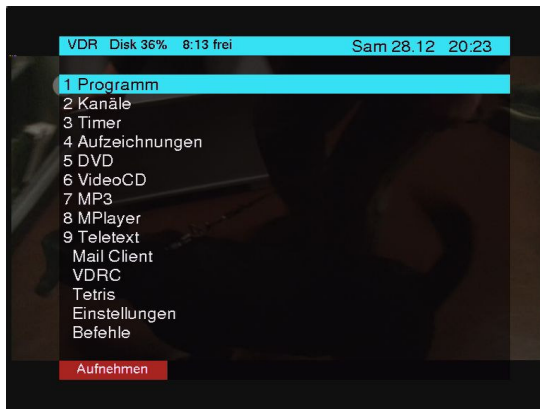 VDR Disk 36% 8:13 frei Sam 28.12 20:23
1 Programm
2 Kanäle
3 Timer
4 Aufzeichnungen
5 DVD
6 VideoCD
7 MP3
8 MPlayer
9 Teletext
Mail Client
VDRC
Tetris
Einstellungen
Befehle
Aufnehmen